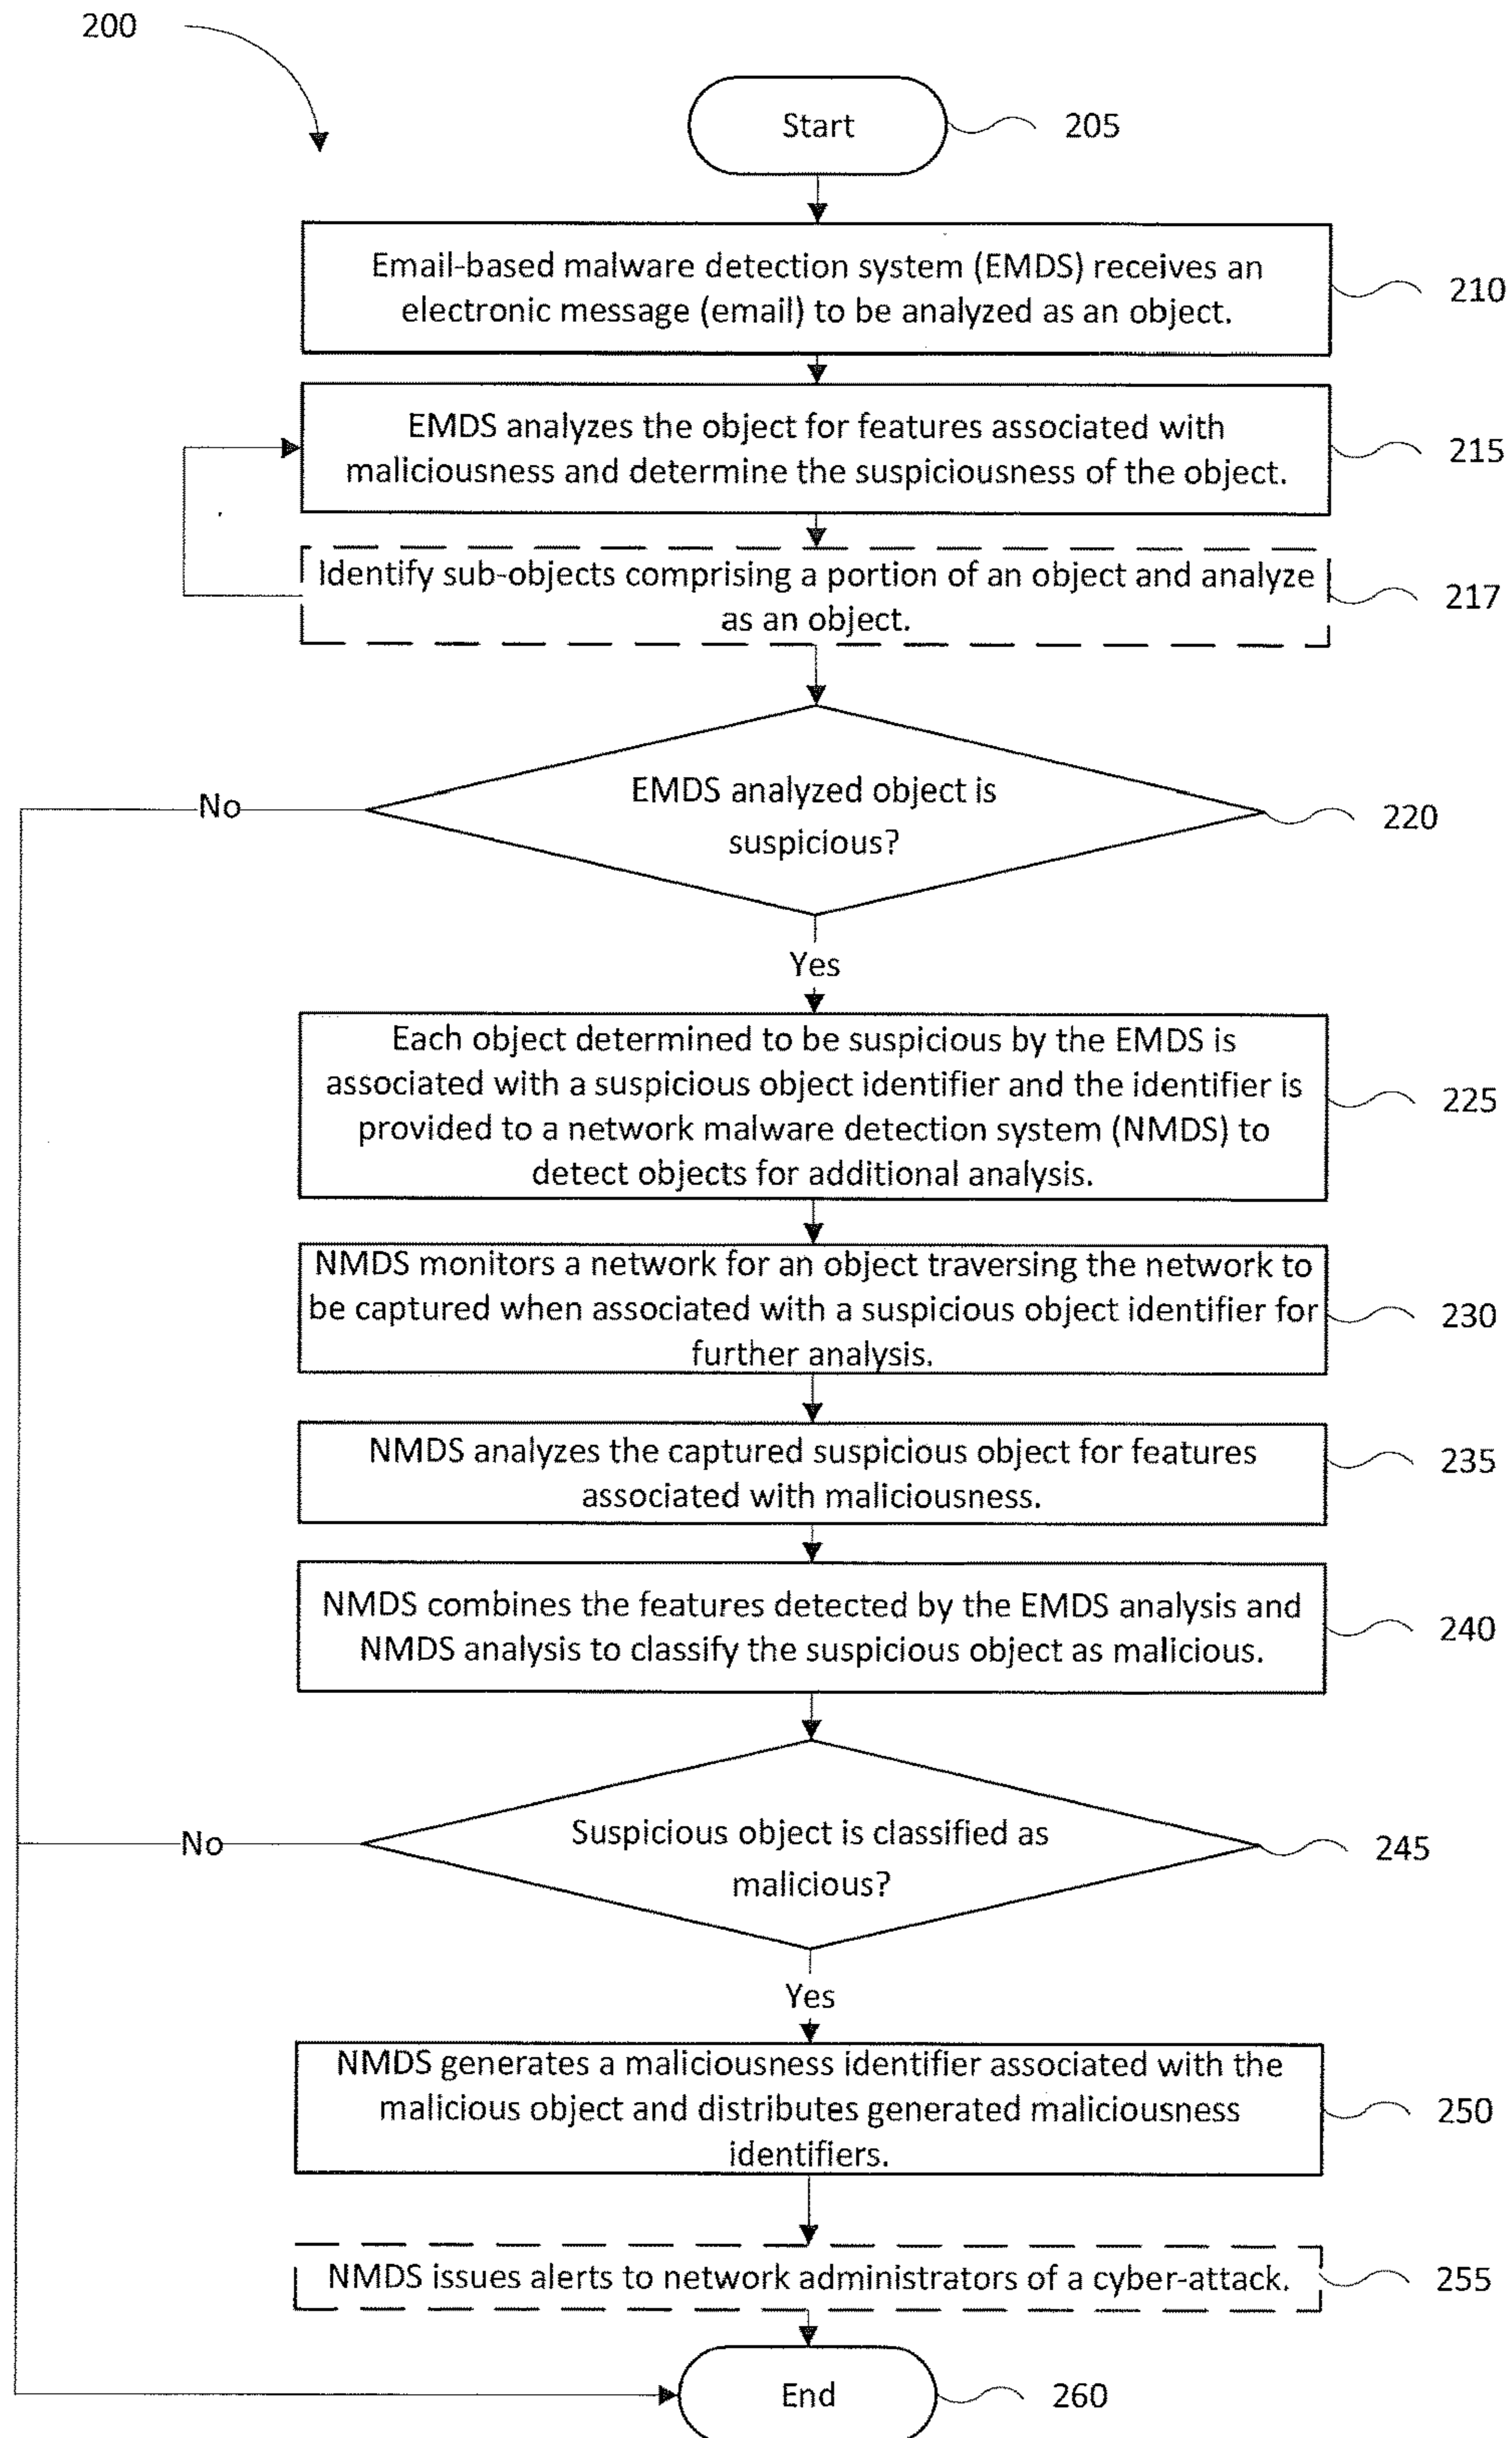 200
Start
205
Email-based malware detection system (EMDS) receives an
electronic message (email) to be analyzed as an object.
210
EMDS analyzes the object for features associated with
maliciousness and determine the suspiciousness of the object.
215
Identify sub-objects comprising a portion of an object and analyze
as an object.
217
EMDS analyzed object is
suspicious?
220
No
Yes
Each object determined to be suspicious by the EMDS is
associated with a suspicious object identifier and the identifier is
provided to a network malware detection system (NMDS) to
detect objects for additional analysis.
225
NMDS monitors a network for an object traversing the network to
be captured when associated with a suspicious object identifier for
further analysis.
230
NMDS analyzes the captured suspicious object for features
associated with maliciousness.
235
NMDS combines the features detected by the EMDS analysis and
NMDS analysis to classify the suspicious object as malicious.
240
Suspicious object is classified as
malicious?
245
No
Yes
NMDS generates a maliciousness identifier associated with the
malicious object and distributes generated maliciousness
identifiers.
250
NMDS issues alerts to network administrators of a cyber-attack.
255
End
260